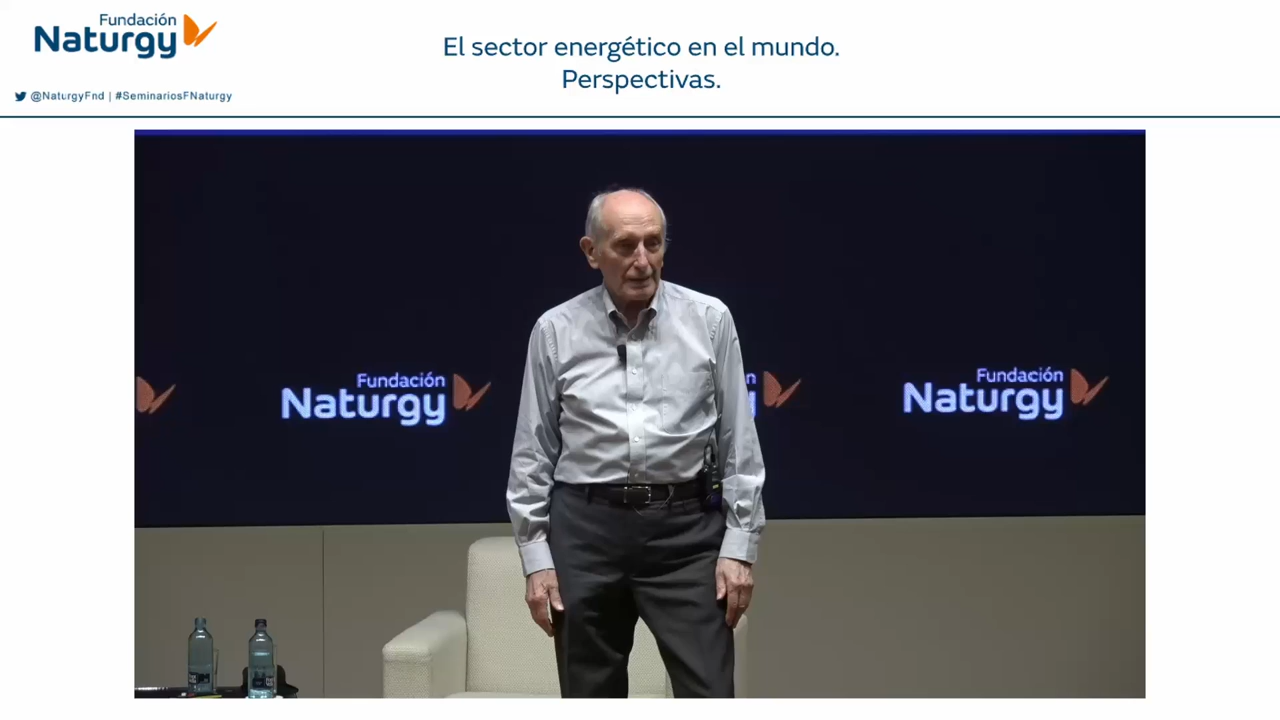 Fundación
Naturgy
@NaturgyFnd | #SeminariosFNaturgy
El sector energético en el mundo.
Perspectivas.
Fundación
Naturgy
Fundación
Naturgy